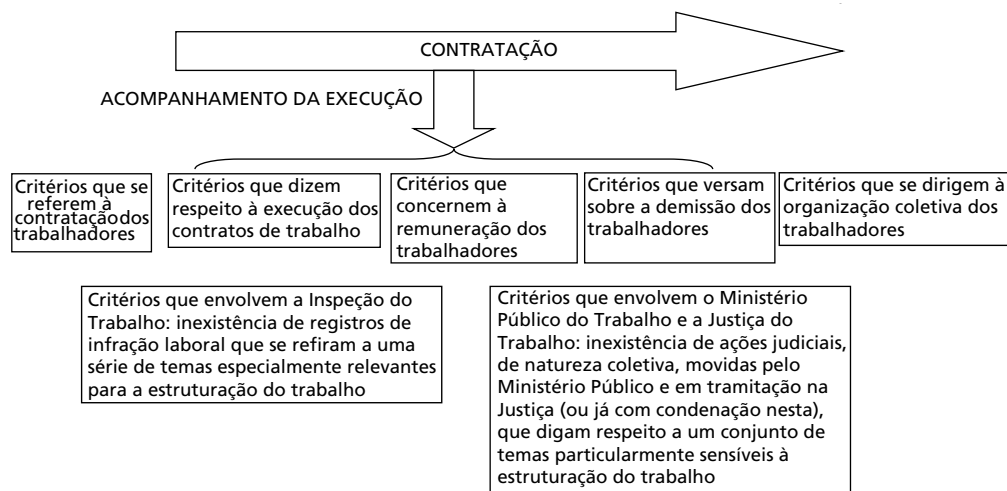 CONTRATAÇÃO
ACOMPANHAMENTO DA EXECUÇÃO
Critérios que se
referem à
contratação dos
trabalhadores
Critérios que dizem
respeito à execução dos
contratos de trabalho
Critérios que
concernem à
remuneração dos
trabalhadores
Critérios que versam
sobre a demissão dos
trabalhadores
Critérios que se dirigem à
organização coletiva dos
trabalhadores
Critérios que envolvem a Inspeção do
Trabalho: inexistência de registros de
infração laboral que se refiram a uma
série de temas especialmente relevantes
para a estruturação do trabalho
Critérios que envolvem o Ministério
Público do Trabalho e a Justiça do
Trabalho: inexistência de ações judiciais,
de natureza coletiva, movidas pelo
Ministério Público e em tramitação na
Justiça (ou já com condenação nesta),
que digam respeito a um conjunto de
temas particularmente sensíveis à
estruturação do trabalho